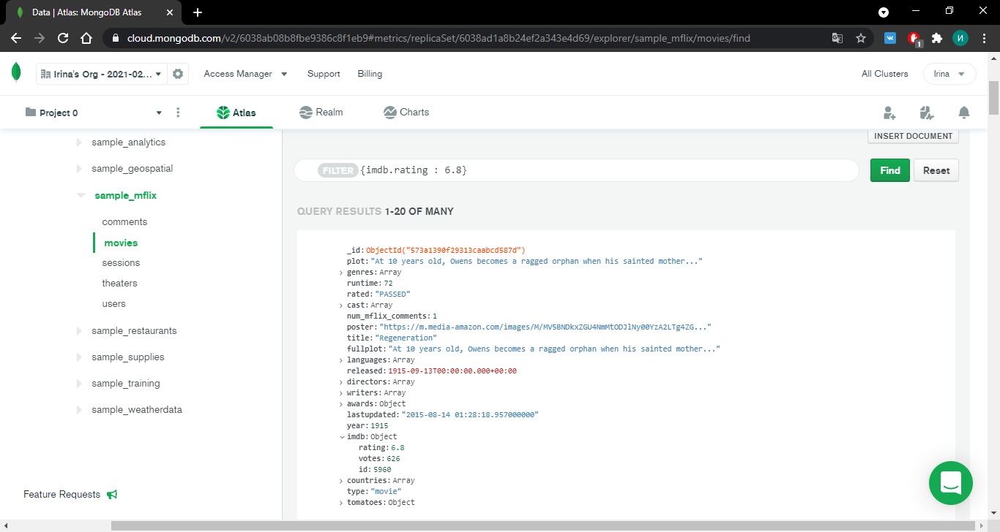 Data | Atlas: MongoDB Atlas
cloud.mongodb.com/v2/6038ab08b8fbe9386c8f1eb9#metrics/replicaSet/6038ad1a8b24ef2a343e4d69/explorer/sample_mflix/movies/find
1
И
Irina's Org - 2021-02...
Access Manager
Support
Billing
All Clusters
Irina
Project 0
Atlas
Realm
Charts
sample_analytics
sample_geospatial
sample_mflix
comments
movies
sessions
theaters
users
sample_restaurants
sample_supplies
sample_training
sample_weatherdata
Feature Requests
INSERT DOCUMENT
FILTER {imdb.rating : 6.8}
Find
Reset
QUERY RESULTS 1-20 OF MANY
_id: ObjectId("573a1390f29313caabcd587d")
plot: "At 10 years old, Owens becomes a ragged orphan when his sainted mother..."
genres: Array
runtime: 72
rated: "PASSED"
cast: Array
num_mflix_comments: 1
poster: "https://m.media-amazon.com/images/M/MV5BNDkxZGU4NmMtODJlNy00YzA2LTg4ZG..."
title: "Regeneration"
fullplot: "At 10 years old, Owens becomes a ragged orphan when his sainted mother..."
languages: Array
released: 1915-09-13T00:00:00.000+00:00
directors: Array
writers: Array
awards: Object
lastupdated: "2015-08-14 01:28:18.957000000"
year: 1915
imdb: Object
rating: 6.8
votes: 626
id: 5960
countries: Array
type: "movie"
tomatoes: Object